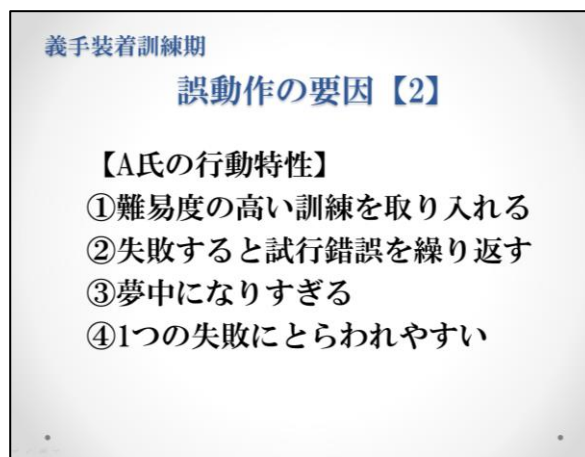 義手装着訓練期
誤動作の要因【2】
【A氏の行動特性】
①難易度の高い訓練を取り入れる
②失敗すると試行錯誤を繰り返す
③夢中になりすぎる
④1つの失敗にとらわれやすい